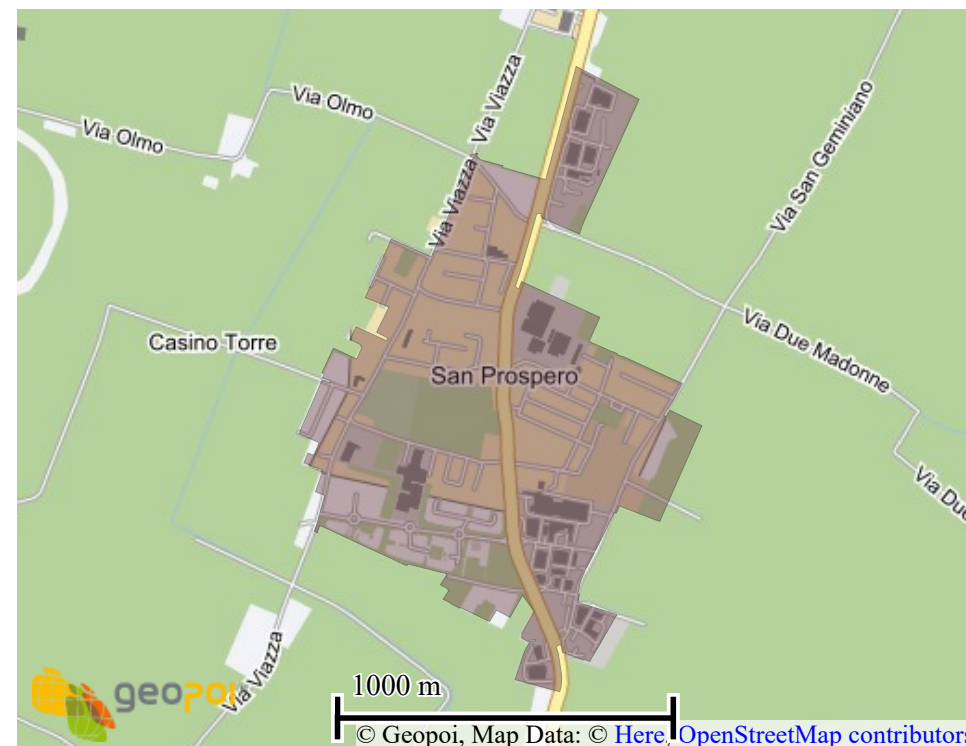 Via Olmo
Via Olmo
Via Viazza
Via Viazza
Via San Geminiano
Casino Torre
San Prospero
Via Due Madonne
Via Due
Via Viazza
geopoi
1000 m
© Geopoi, Map Data: © Here, OpenStreetMap contributors